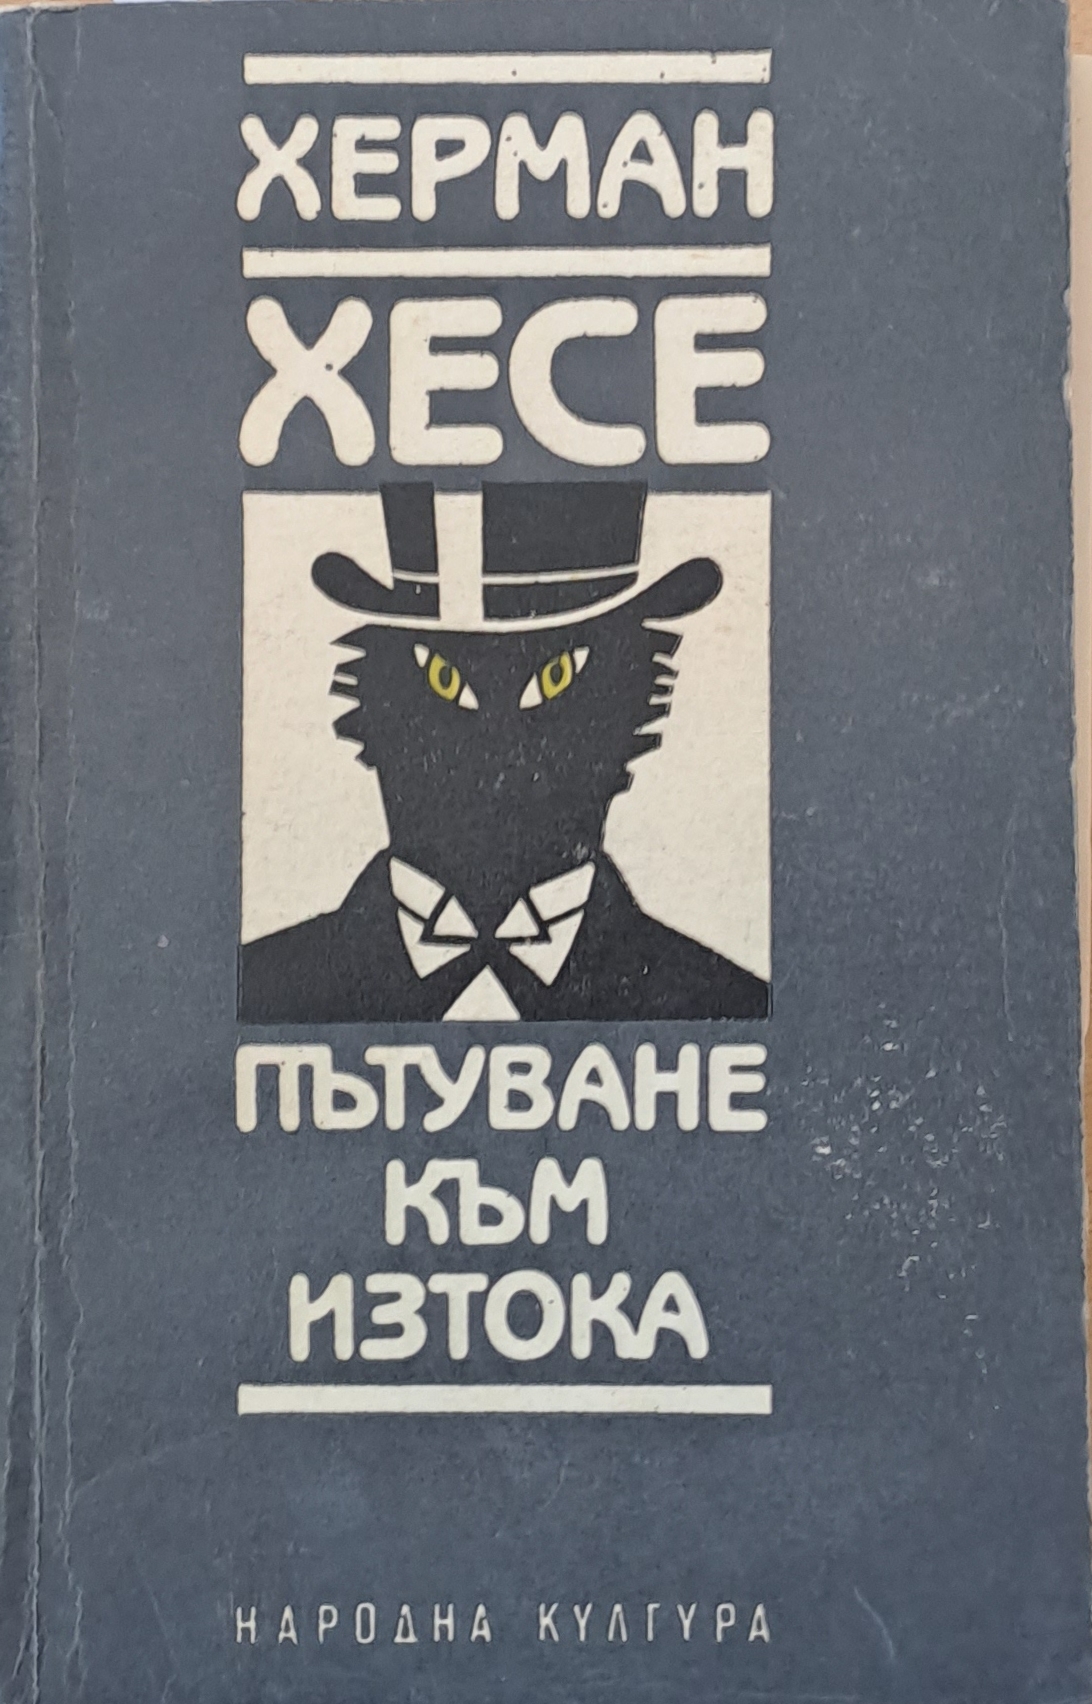 ХЕРМАН
ХЕСЕ
ПЪТУВАНЕ
КЪМ
ИЗТОКА
НАРОДНА КУЛТУРА